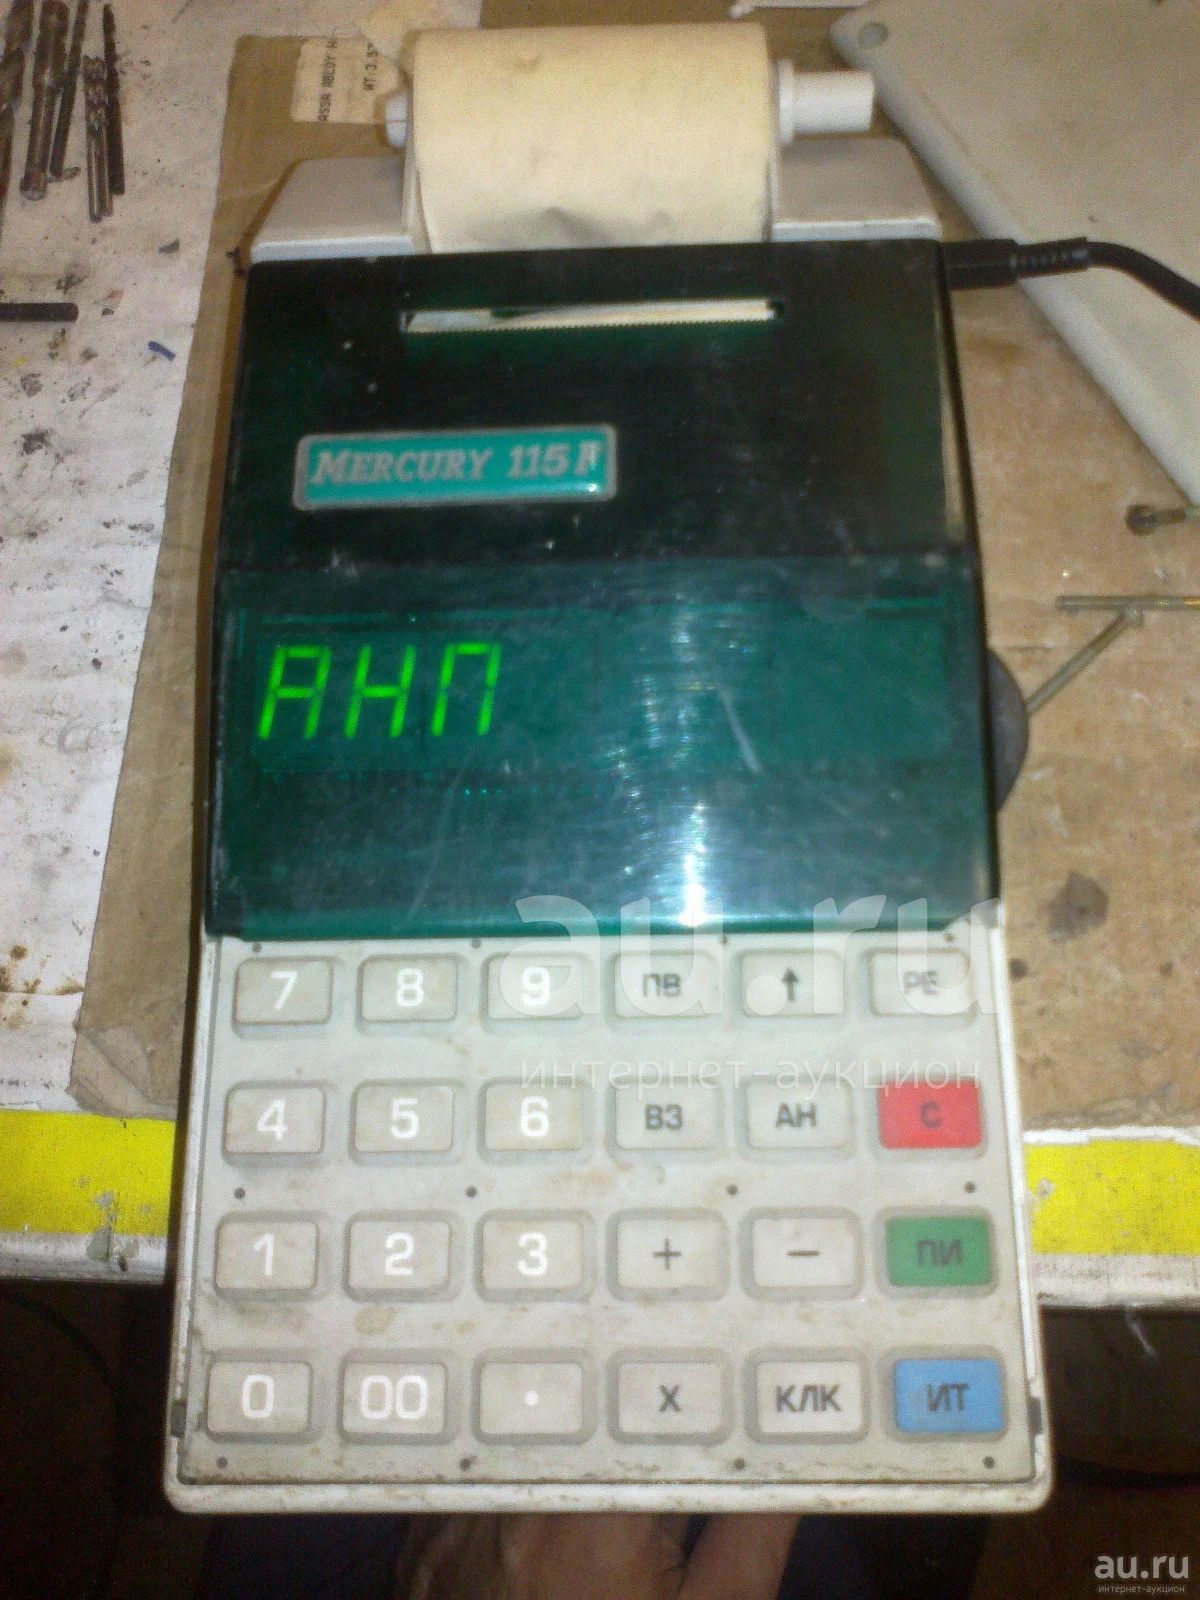 MERCURY 115
АНП
7 8 9 ПВ ↑ РЕ
4 5 6 ВЗ АН С
1 2 3 + – ПИ
0 00 . X КЛК ИТ
au.ru
интернет-аукцион
au.ru
интернет-аукцион